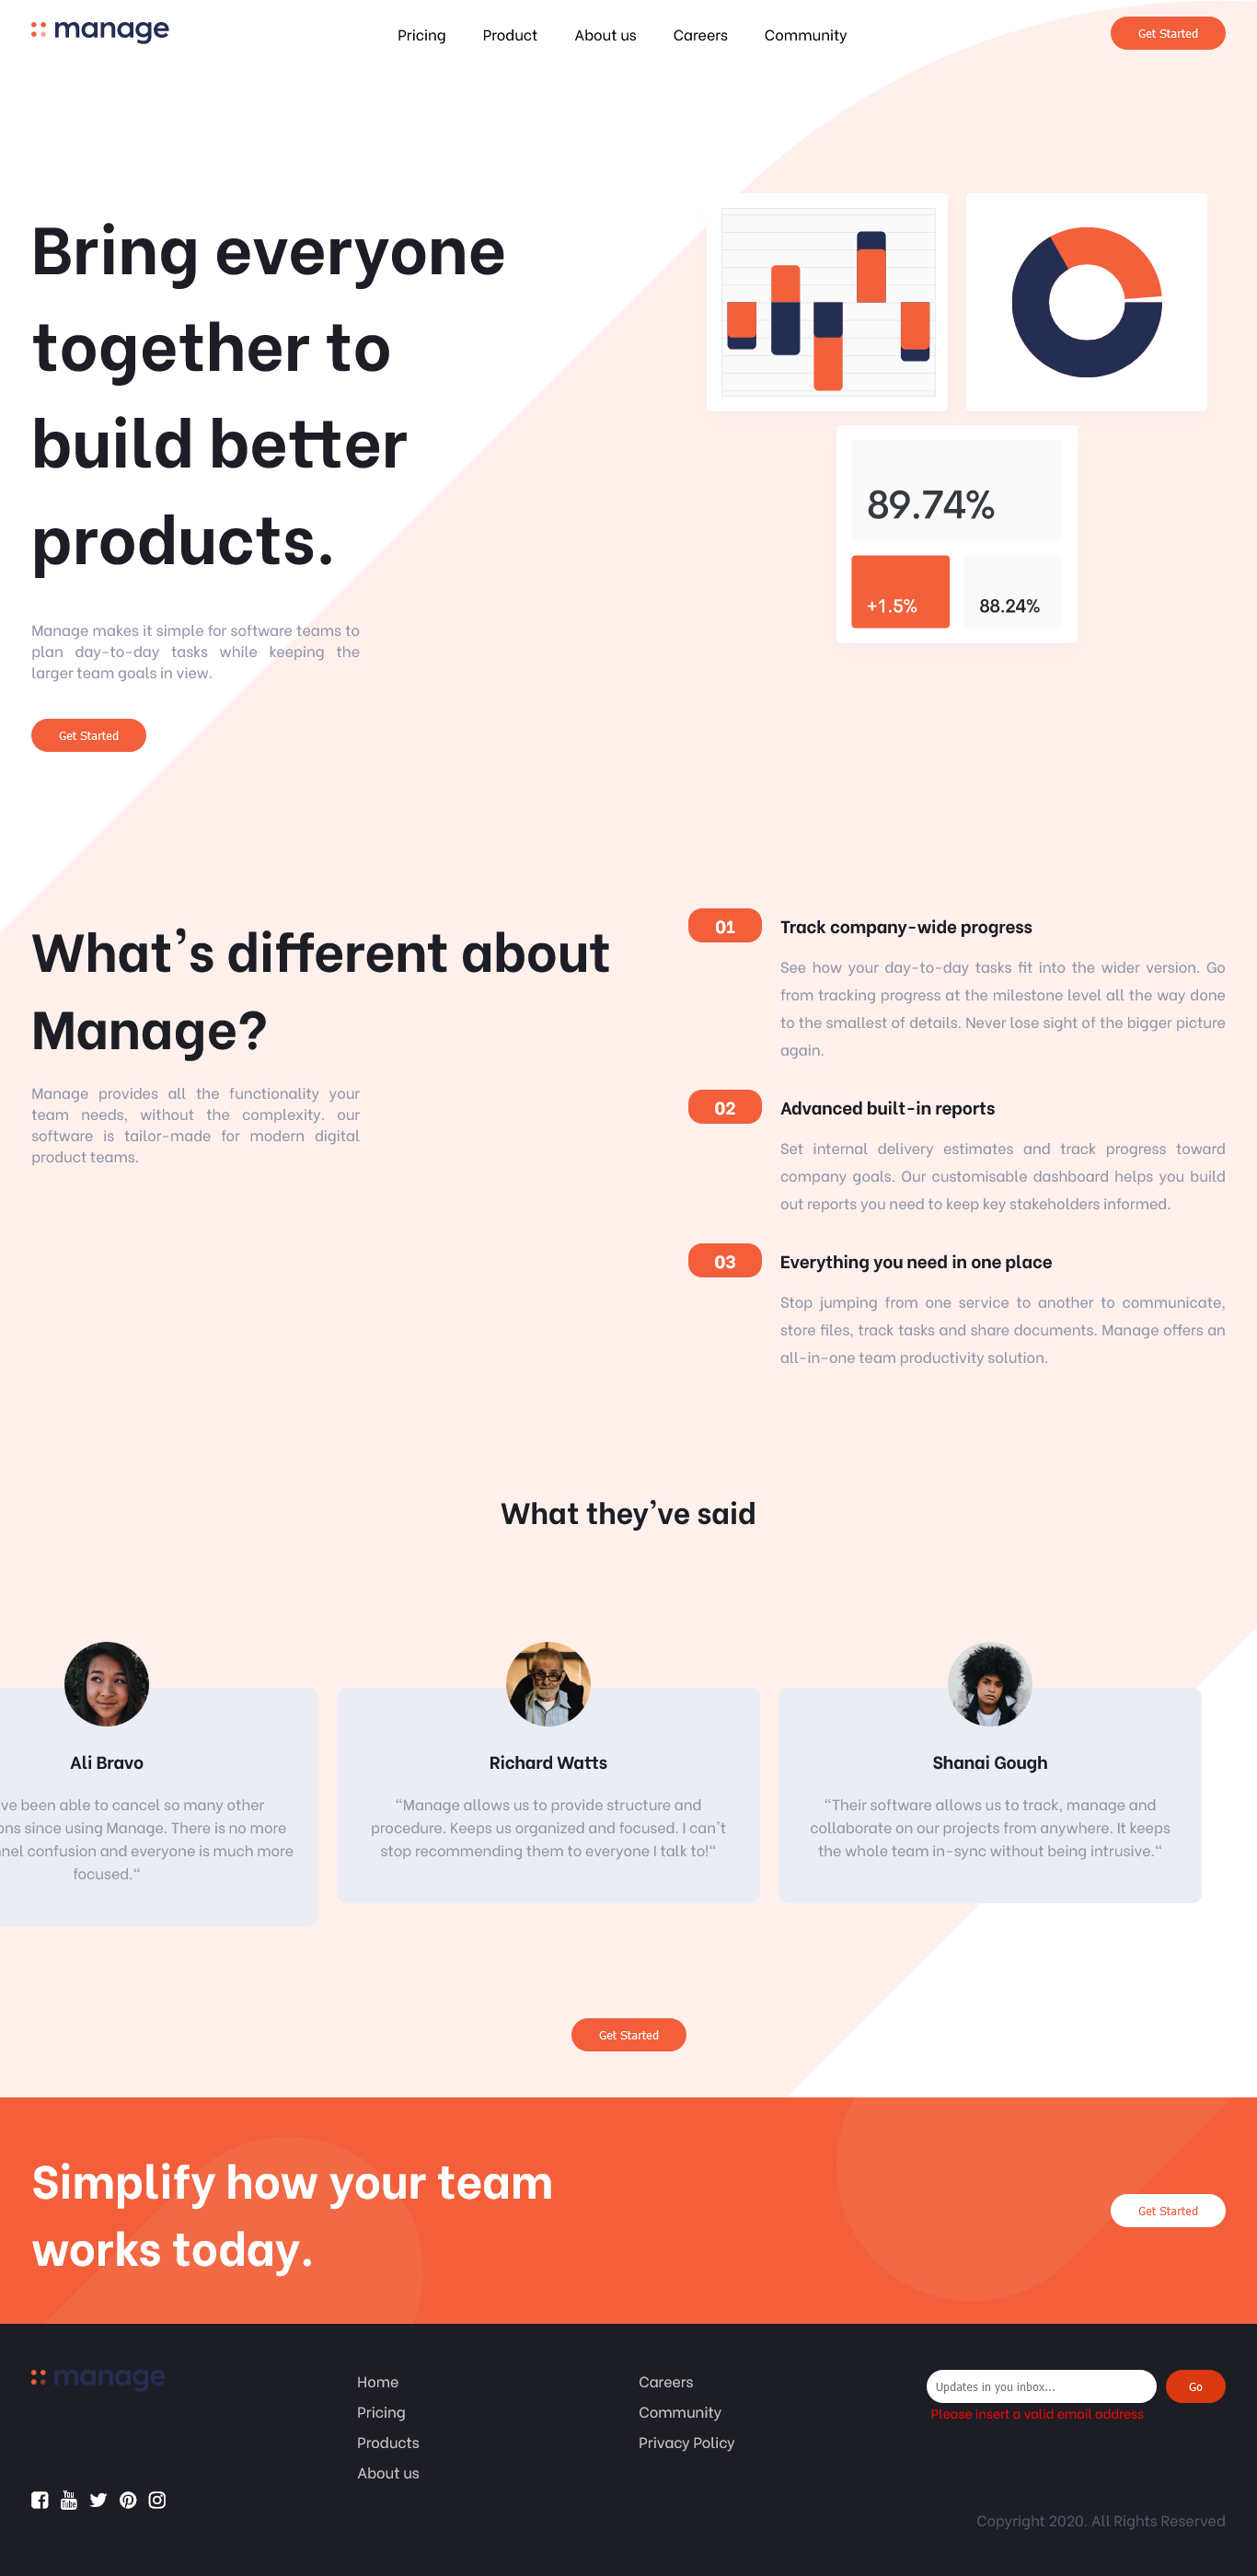 manage
Pricing Product About us Careers Community
Get Started
Bring everyone
together to
build better
products.
Manage makes it simple for software teams to
plan day-to-day tasks while keeping the
larger team goals in view.
Get Started
89.74%
+1.5%
88.24%
What's different about
Manage?
Manage provides all the functionality your
team needs, without the complexity. our
software is tailor-made for modern digital
product teams.
01 Track company-wide progress
See how your day-to-day tasks fit into the wider version. Go
from tracking progress at the milestone level all the way done
to the smallest of details. Never lose sight of the bigger picture
again.
02 Advanced built-in reports
Set internal delivery estimates and track progress toward
company goals. Our customisable dashboard helps you build
out reports you need to keep key stakeholders informed.
03 Everything you need in one place
Stop jumping from one service to another to communicate,
store files, track tasks and share documents. Manage offers an
all-in-one team productivity solution.
What they've said
Ali Bravo
ve been able to cancel so many other
ons since using Manage. There is no more
nel confusion and everyone is much more
focused."
Richard Watts
"Manage allows us to provide structure and
procedure. Keeps us organized and focused. I can't
stop recommending them to everyone I talk to!"
Shanai Gough
"Their software allows us to track, manage and
collaborate on our projects from anywhere. It keeps
the whole team in-sync without being intrusive."
Get Started
Simplify how your team
works today.
Get Started
manage
Home
Pricing
Products
About us
Careers
Community
Privacy Policy
Updates in you inbox...
Go
Please insert a valid email address
You
Tube
Copyright 2020. All Rights Reserved